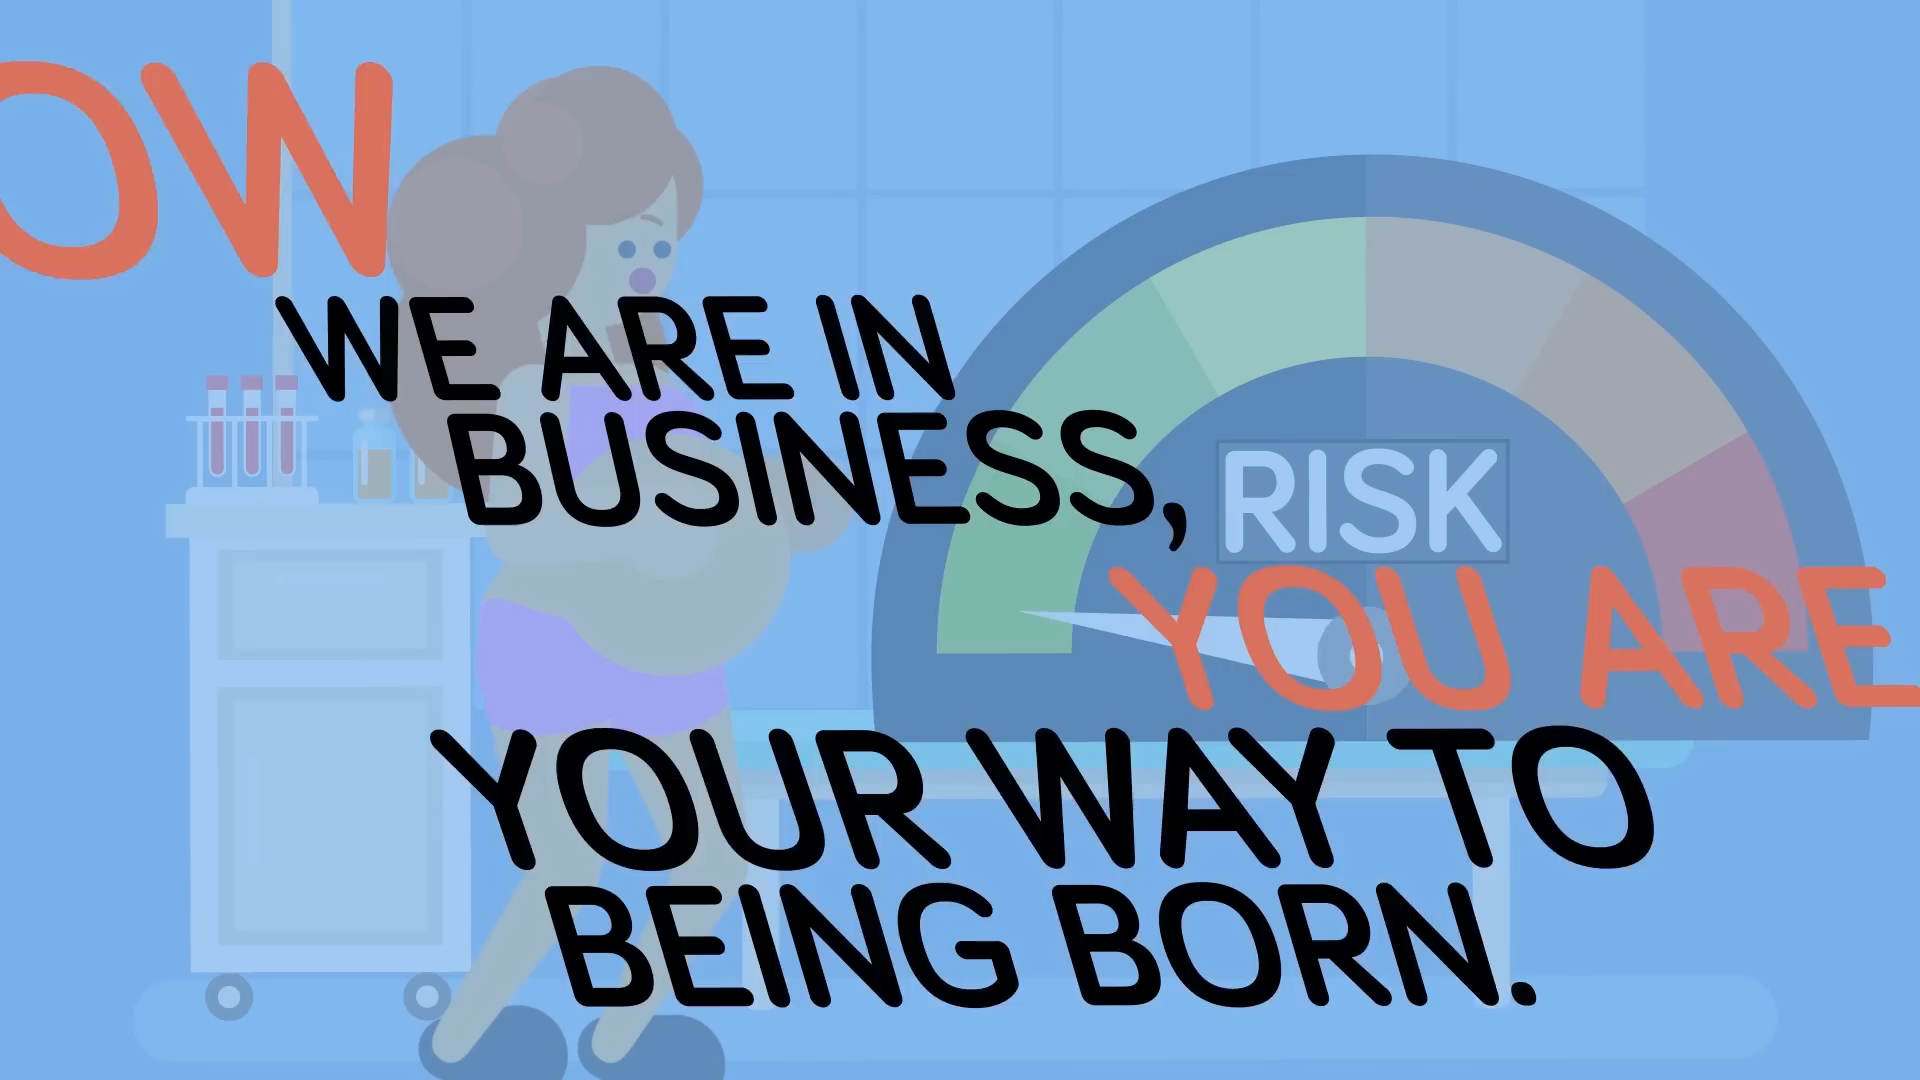 OW
WE ARE IN
BUSINESS,
RISK
YOU ARE
YOUR WAY TO
BEING BORN.